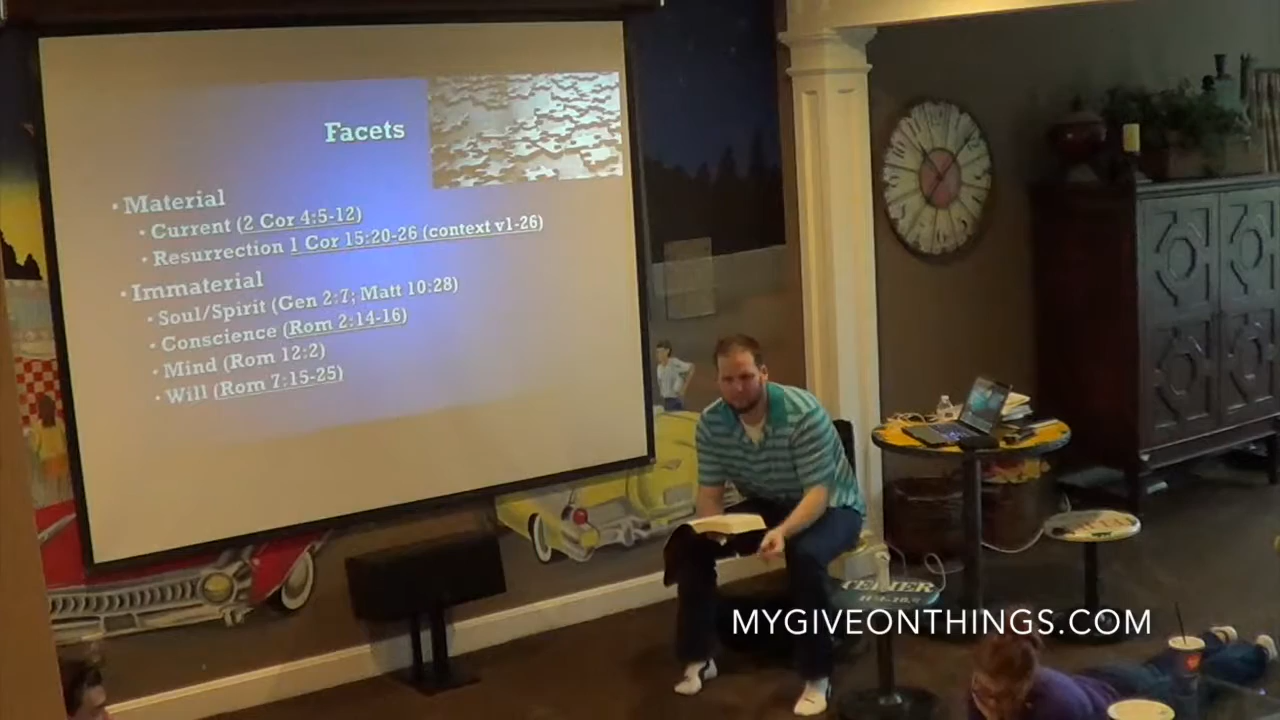 Facets
• Material
• Current (2 Cor 4:5-12)
• Resurrection 1 Cor 15:20-26 (context v1-26)
• Immaterial
• Soul/Spirit (Gen 2:7; Matt 10:28)
• Conscience (Rom 2:14-16)
• Mind (Rom 12:2)
• Will (Rom 7:15-25)
MYGIVEONTHINGS.COM